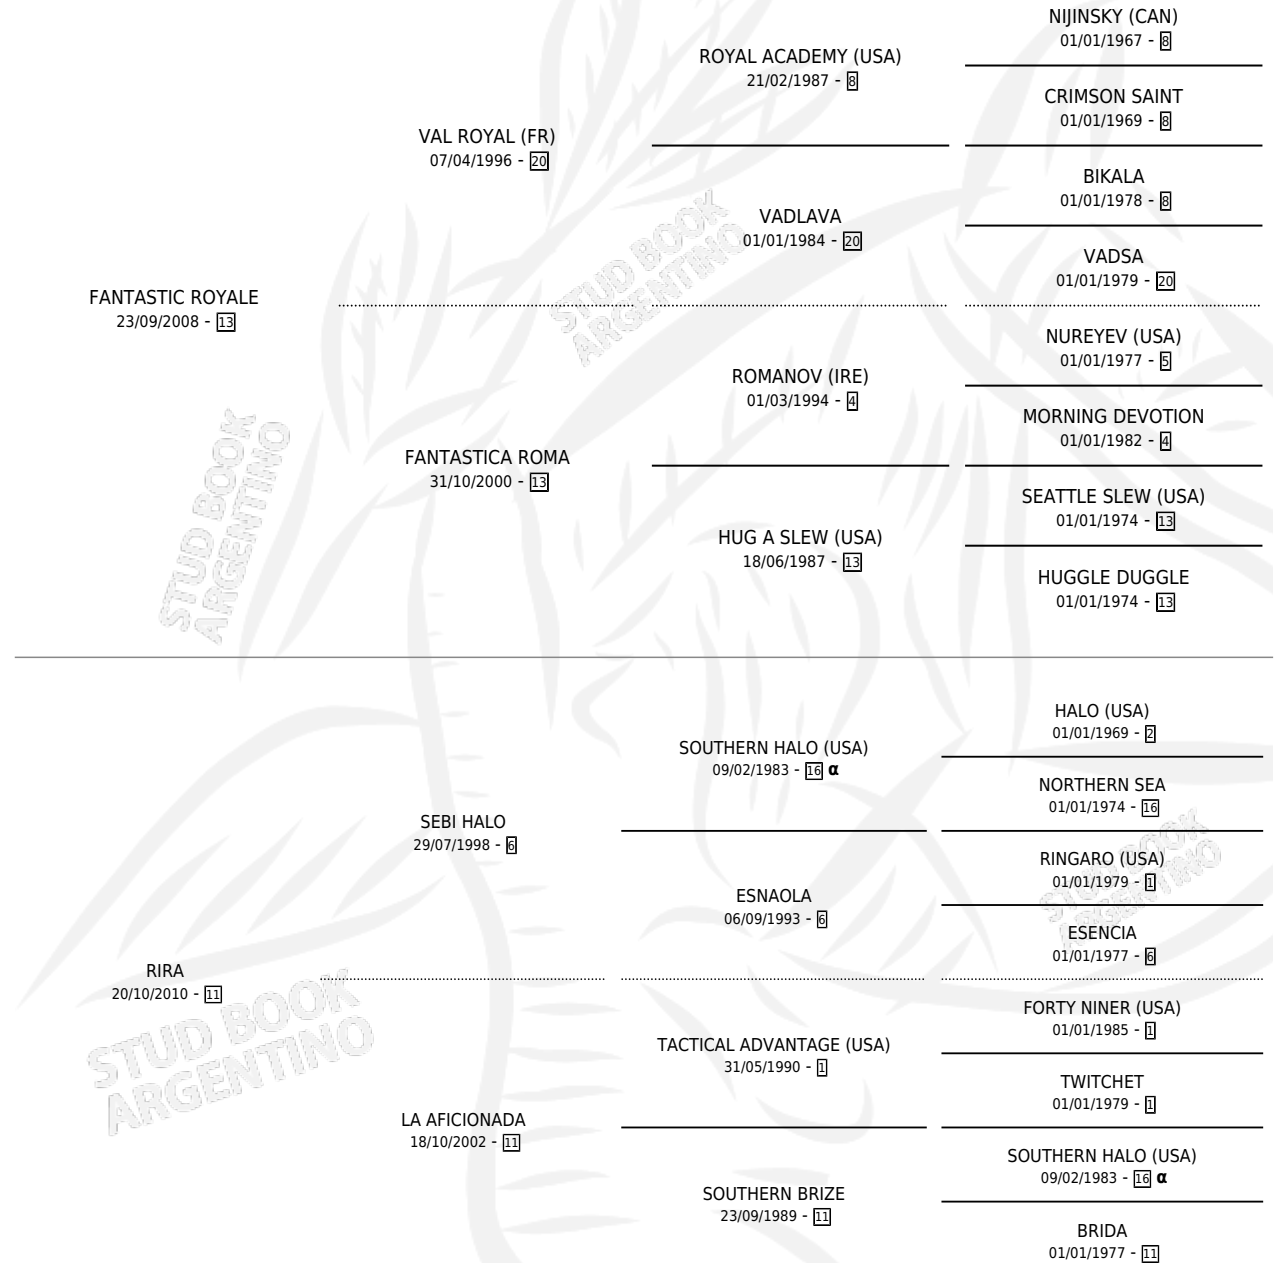 FANTASTIC ROYALE
23/09/2008 - 13
VAL ROYAL (FR)
07/04/1996 - 20
ROYAL ACADEMY (USA)
21/02/1987 - 8
NIJINSKY (CAN)
01/01/1967 - 8
CRIMSON SAINT
01/01/1969 - 8
VADLAVA
01/01/1984 - 20
BIKALA
01/01/1978 - 8
VADSA
01/01/1979 - 20
FANTASTICA ROMA
31/10/2000 - 13
ROMANOV (IRE)
01/03/1994 - 4
NUREYEV (USA)
01/01/1977 - 5
MORNING DEVOTION
01/01/1982 - 4
HUG A SLEW (USA)
18/06/1987 - 13
SEATTLE SLEW (USA)
01/01/1974 - 13
HUGGLE DUGGLE
01/01/1974 - 13
RIRA
20/10/2010 - 11
SEBI HALO
29/07/1998 - 6
SOUTHERN HALO (USA)
09/02/1983 - 16 α
HALO (USA)
01/01/1969 - 2
NORTHERN SEA
01/01/1974 - 16
ESNAOLA
06/09/1993 - 6
RINGARO (USA)
01/01/1979 - 1
ESENCIA
01/01/1977 - 6
LA AFICIONADA
18/10/2002 - 11
TACTICAL ADVANTAGE (USA)
31/05/1990 - 1
FORTY NINER (USA)
01/01/1985 - 1
TWITCHET
01/01/1979 - 1
SOUTHERN BRIZE
23/09/1989 - 11
SOUTHERN HALO (USA)
09/02/1983 - 16 α
BRIDA
01/01/1977 - 11
STUD BOOK
ARGENTINO
STUD BOOK
ARGENTINO
STUD BOOK
ARGENTINO
STUD BOOK
ARGENTINO